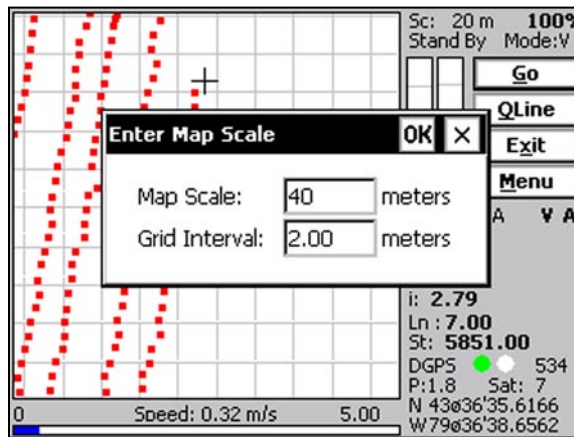 Sc: 20 m 100%
Stand By Mode:V
Go
QLine
Exit
Menu
Enter Map Scale OK ×
Map Scale: 40 meters
Grid Interval: 2.00 meters
A V A
i: 2.79
Ln : 7.00
St: 5851.00
DGPS 534
P:1.8 Sat: 7
N 43ø36'35.6166
W79ø36'38.6562
0 Speed: 0.32 m/s 5.00